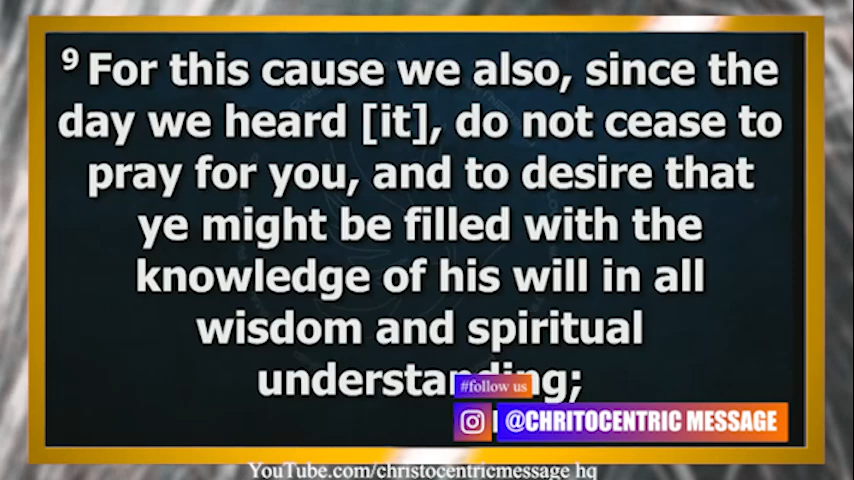 9 For this cause we also, since the
day we heard [it], do not cease to
pray for you, and to desire that
ye might be filled with the
knowledge of his will in all
wisdom and spiritual
understanding;
#follow us
@CHRITOCENTRIC MESSAGE
YouTube.com/christocentricmessage hq